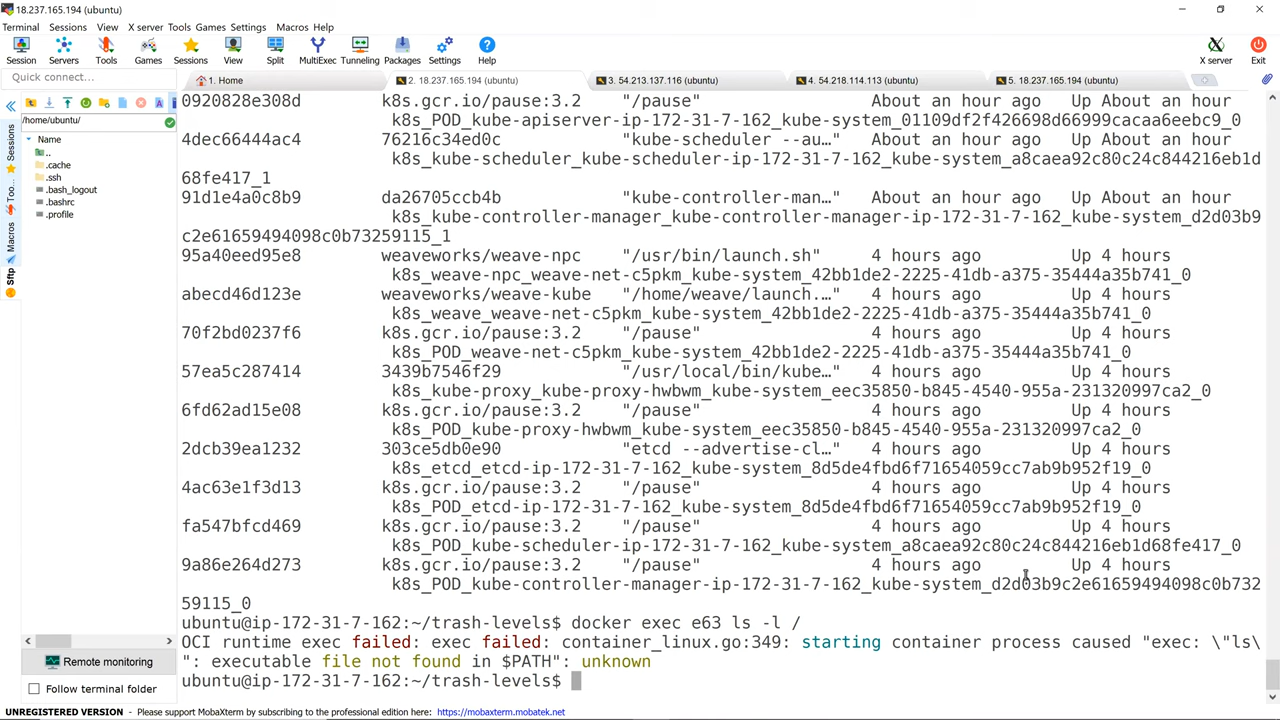 18.237.165.194 (ubuntu)
Terminal Sessions View X server Tools Games Settings Macros Help
Session Servers Tools Games Sessions View Split MultiExec Tunneling Packages Settings Help X server Exit
Quick connect...
1. Home
2. 18.237.165.194 (ubuntu)
3. 54.213.137.116 (ubuntu)
4. 54.218.114.113 (ubuntu)
5. 18.237.165.194 (ubuntu)
/home/ubuntu/
Name
..
.cache
.ssh
.bash_logout
.bashrc
.profile
Sessions
Too...
Macros
Sftp
0920828e308d k8s.gcr.io/pause:3.2 "/pause" About an hour ago Up About an hour
k8s_POD_kube-apiserver-ip-172-31-7-162_kube-system_01109df2f426698d66999cacaa6eebc9_0
4dec66444ac4 76216c34ed0c "kube-scheduler --au…" About an hour ago Up About an hour
k8s_kube-scheduler_kube-scheduler-ip-172-31-7-162_kube-system_a8caea92c80c24c844216eb1d
68fe417_1
91d1e4a0c8b9 da26705ccb4b "kube-controller-man…" About an hour ago Up About an hour
k8s_kube-controller-manager_kube-controller-manager-ip-172-31-7-162_kube-system_d2d03b9
c2e61659494098c0b73259115_1
95a40eed95e8 weaveworks/weave-npc "/usr/bin/launch.sh" 4 hours ago Up 4 hours
k8s_weave-npc_weave-net-c5pkm_kube-system_42bb1de2-2225-41db-a375-35444a35b741_0
abecd46d123e weaveworks/weave-kube "/home/weave/launch.…" 4 hours ago Up 4 hours
k8s_weave_weave-net-c5pkm_kube-system_42bb1de2-2225-41db-a375-35444a35b741_0
70f2bd0237f6 k8s.gcr.io/pause:3.2 "/pause" 4 hours ago Up 4 hours
k8s_POD_weave-net-c5pkm_kube-system_42bb1de2-2225-41db-a375-35444a35b741_0
57ea5c287414 3439b7546f29 "/usr/local/bin/kube…" 4 hours ago Up 4 hours
k8s_kube-proxy_kube-proxy-hwbwm_kube-system_eec35850-b845-4540-955a-231320997ca2_0
6fd62ad15e08 k8s.gcr.io/pause:3.2 "/pause" 4 hours ago Up 4 hours
k8s_POD_kube-proxy-hwbwm_kube-system_eec35850-b845-4540-955a-231320997ca2_0
2dcb39ea1232 303ce5db0e90 "etcd --advertise-cl…" 4 hours ago Up 4 hours
k8s_etcd_etcd-ip-172-31-7-162_kube-system_8d5de4fbd6f71654059cc7ab9b952f19_0
4ac63e1f3d13 k8s.gcr.io/pause:3.2 "/pause" 4 hours ago Up 4 hours
k8s_POD_etcd-ip-172-31-7-162_kube-system_8d5de4fbd6f71654059cc7ab9b952f19_0
fa547bfcd469 k8s.gcr.io/pause:3.2 "/pause" 4 hours ago Up 4 hours
k8s_POD_kube-scheduler-ip-172-31-7-162_kube-system_a8caea92c80c24c844216eb1d68fe417_0
9a86e264d273 k8s.gcr.io/pause:3.2 "/pause" 4 hours ago Up 4 hours
k8s_POD_kube-controller-manager-ip-172-31-7-162_kube-system_d2d03b9c2e61659494098c0b732
59115_0
ubuntu@ip-172-31-7-162:~/trash-levels$ docker exec e63 ls -l /
OCI runtime exec failed: exec failed: container_linux.go:349: starting container process caused "exec: \"ls\
": executable file not found in $PATH": unknown
ubuntu@ip-172-31-7-162:~/trash-levels$
Remote monitoring
Follow terminal folder
UNREGISTERED VERSION - Please support MobaXterm by subscribing to the professional edition here: https://mobaxterm.mobatek.net